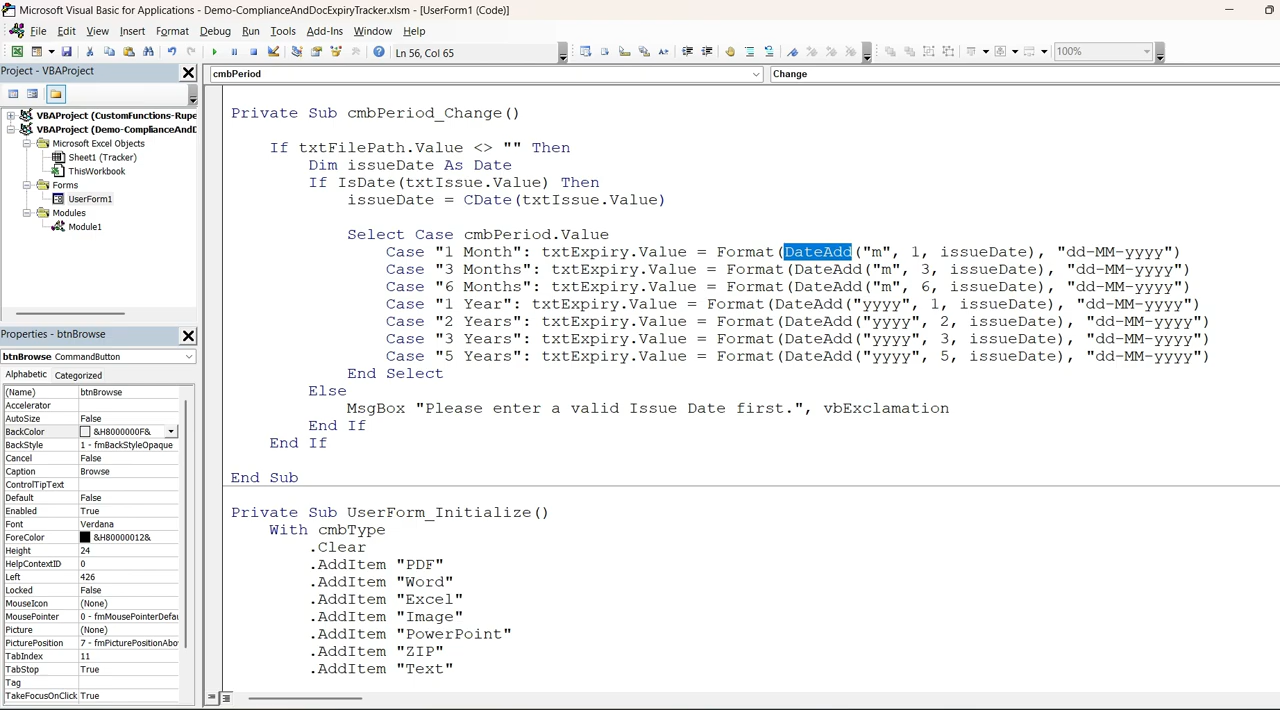 Microsoft Visual Basic for Applications - Demo-ComplianceAndDocExpiryTracker.xlsm - [UserForm1 (Code)]
File Edit View Insert Format Debug Run Tools Add-Ins Window Help
Ln 56, Col 65
100%
Project - VBAProject
cmbPeriod
Change
VBAProject (CustomFunctions-Rupe
VBAProject (Demo-ComplianceAndD
Microsoft Excel Objects
Sheet1 (Tracker)
ThisWorkbook
Forms
UserForm1
Modules
Module1
Properties - btnBrowse
btnBrowse CommandButton
Alphabetic Categorized
(Name) btnBrowse
Accelerator
AutoSize False
BackColor &H8000000F&
BackStyle 1 - fmBackStyleOpaque
Cancel False
Caption Browse
ControlTipText
Default False
Enabled True
Font Verdana
ForeColor &H80000012&
Height 24
HelpContextID 0
Left 426
Locked False
MouseIcon (None)
MousePointer 0 - fmMousePointerDefau
Picture (None)
PicturePosition 7 - fmPicturePositionAbo
TabIndex 11
TabStop True
Tag
TakeFocusOnClick True
Private Sub cmbPeriod_Change()
If txtFilePath.Value <> "" Then
Dim issueDate As Date
If IsDate(txtIssue.Value) Then
issueDate = CDate(txtIssue.Value)
Select Case cmbPeriod.Value
Case "1 Month": txtExpiry.Value = Format(DateAdd("m", 1, issueDate), "dd-MM-yyyy")
Case "3 Months": txtExpiry.Value = Format(DateAdd("m", 3, issueDate), "dd-MM-yyyy")
Case "6 Months": txtExpiry.Value = Format(DateAdd("m", 6, issueDate), "dd-MM-yyyy")
Case "1 Year": txtExpiry.Value = Format(DateAdd("yyyy", 1, issueDate), "dd-MM-yyyy")
Case "2 Years": txtExpiry.Value = Format(DateAdd("yyyy", 2, issueDate), "dd-MM-yyyy")
Case "3 Years": txtExpiry.Value = Format(DateAdd("yyyy", 3, issueDate), "dd-MM-yyyy")
Case "5 Years": txtExpiry.Value = Format(DateAdd("yyyy", 5, issueDate), "dd-MM-yyyy")
End Select
Else
MsgBox "Please enter a valid Issue Date first.", vbExclamation
End If
End If
End Sub
Private Sub UserForm_Initialize()
With cmbType
.Clear
.AddItem "PDF"
.AddItem "Word"
.AddItem "Excel"
.AddItem "Image"
.AddItem "PowerPoint"
.AddItem "ZIP"
.AddItem "Text"